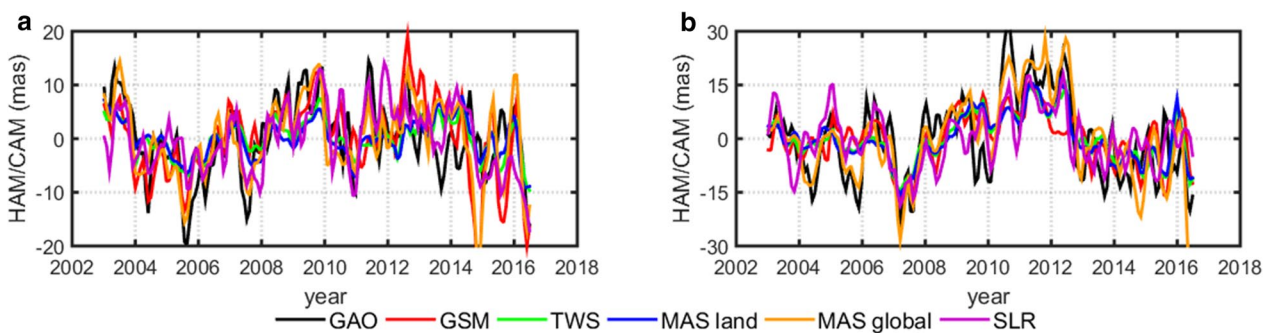 a
20
10
0
-10
-20
HAM/CAM (mas)
2002 2004 2006 2008 2010 2012 2014 2016 2018
year
b
30
15
0
-15
-30
HAM/CAM (mas)
2002 2004 2006 2008 2010 2012 2014 2016 2018
year
GAO GSM TWS MAS land MAS global SLR